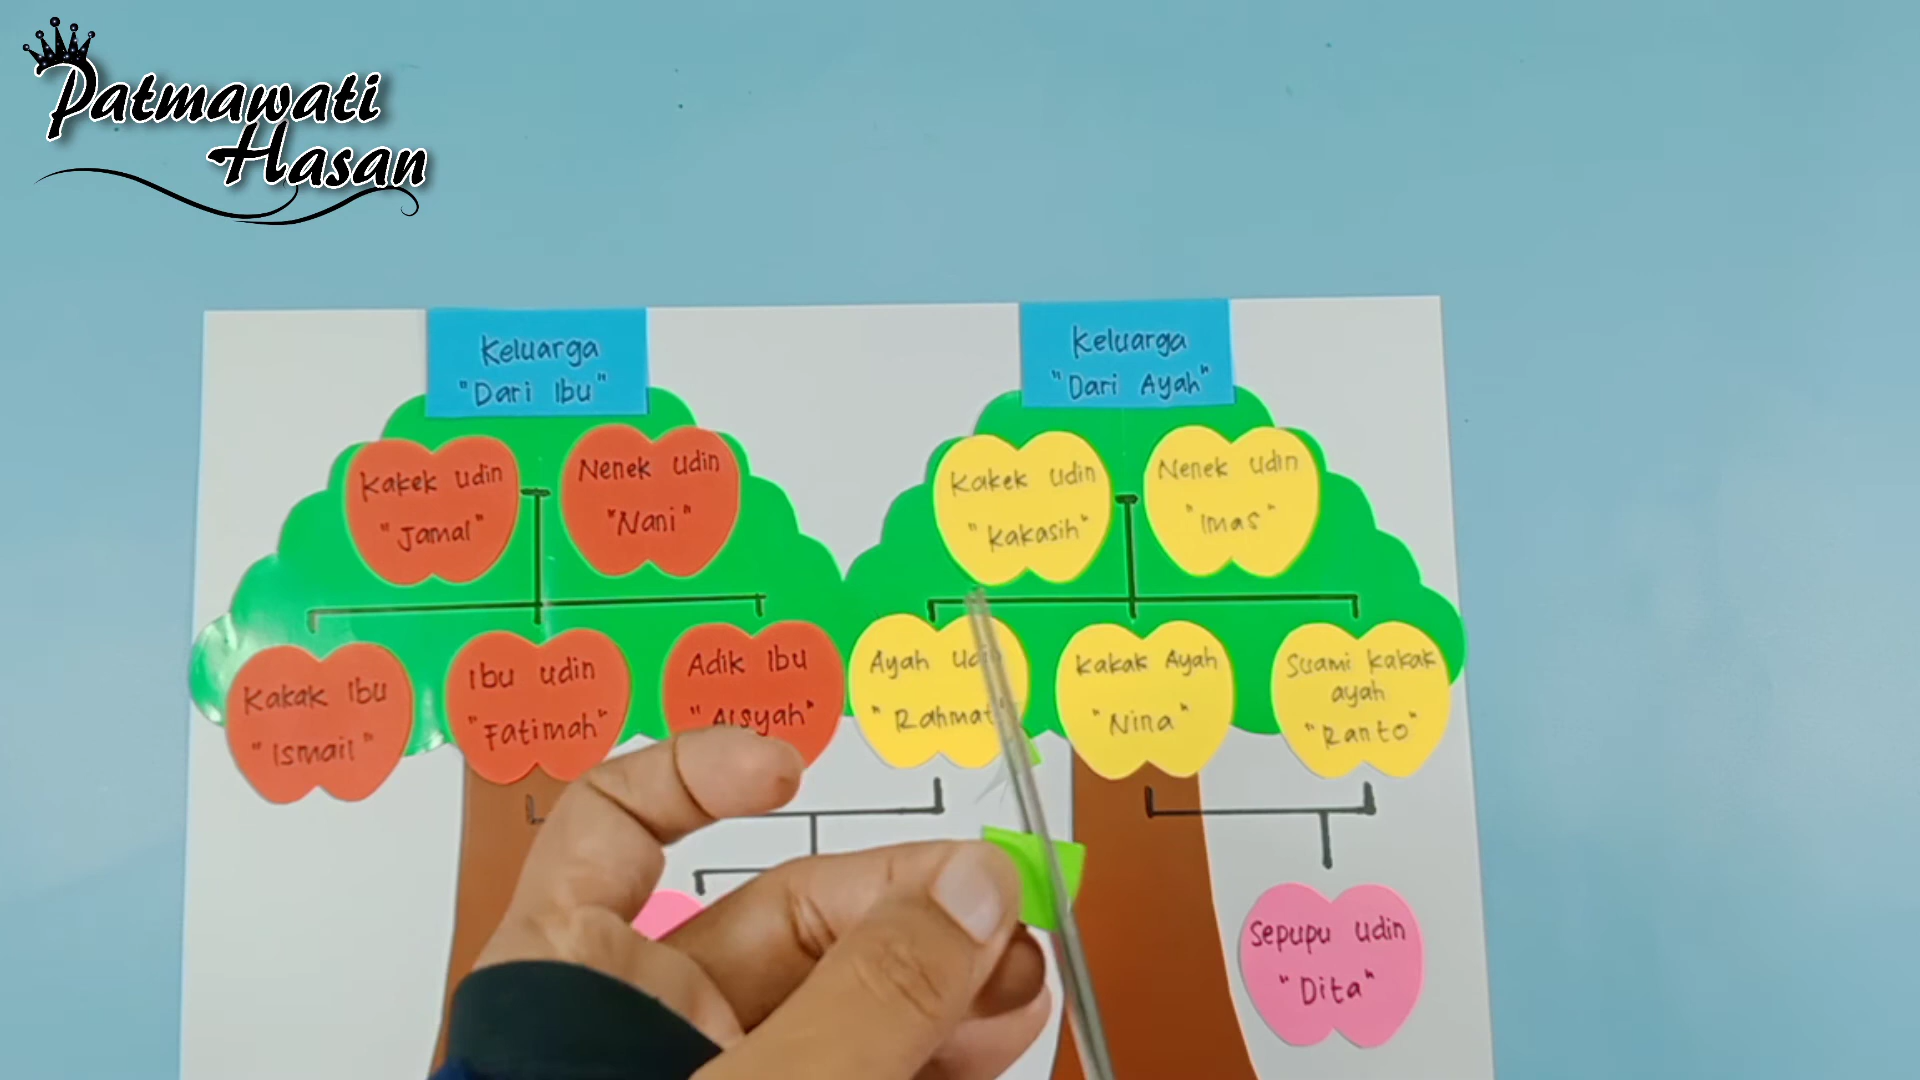 Patmawati
Hasan
Keluarga
"Dari Ibu"
Keluarga
"Dari Ayah"
Kakek Udin
"Jamal"
Nenek Udin
"Nani"
Kakek Udin
"Kakasih"
Nenek Udin
"Imas"
Kakak Ibu
"Ismail"
Ibu Udin
"Fatimah"
Adik Ibu
"Aisyah"
Ayah Udin
"Rahmat"
Kakak Ayah
"Nina"
Suami kakak
ayah
"Ranto"
Sepupu Udin
"Dita"